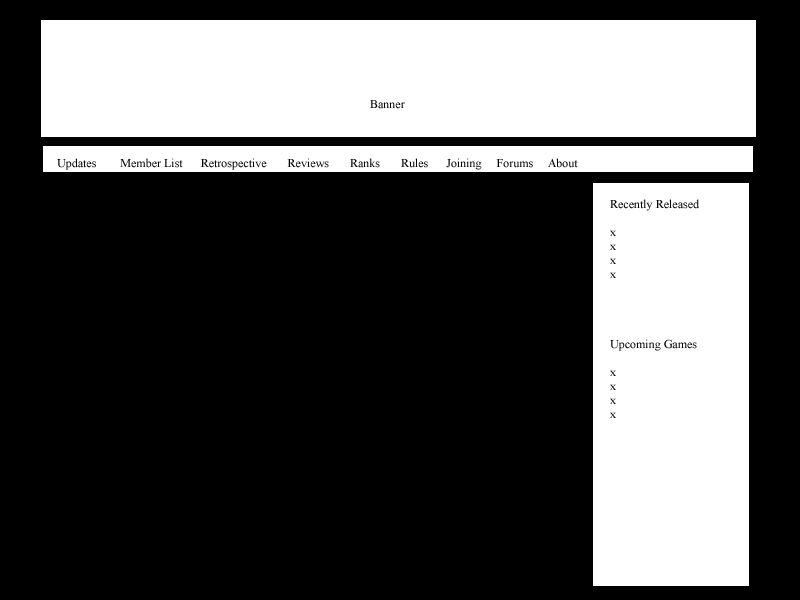 Banner
Updates Member List Retrospective Reviews Ranks Rules Joining Forums About
Recently Released
x
x
x
x
Upcoming Games
x
x
x
x